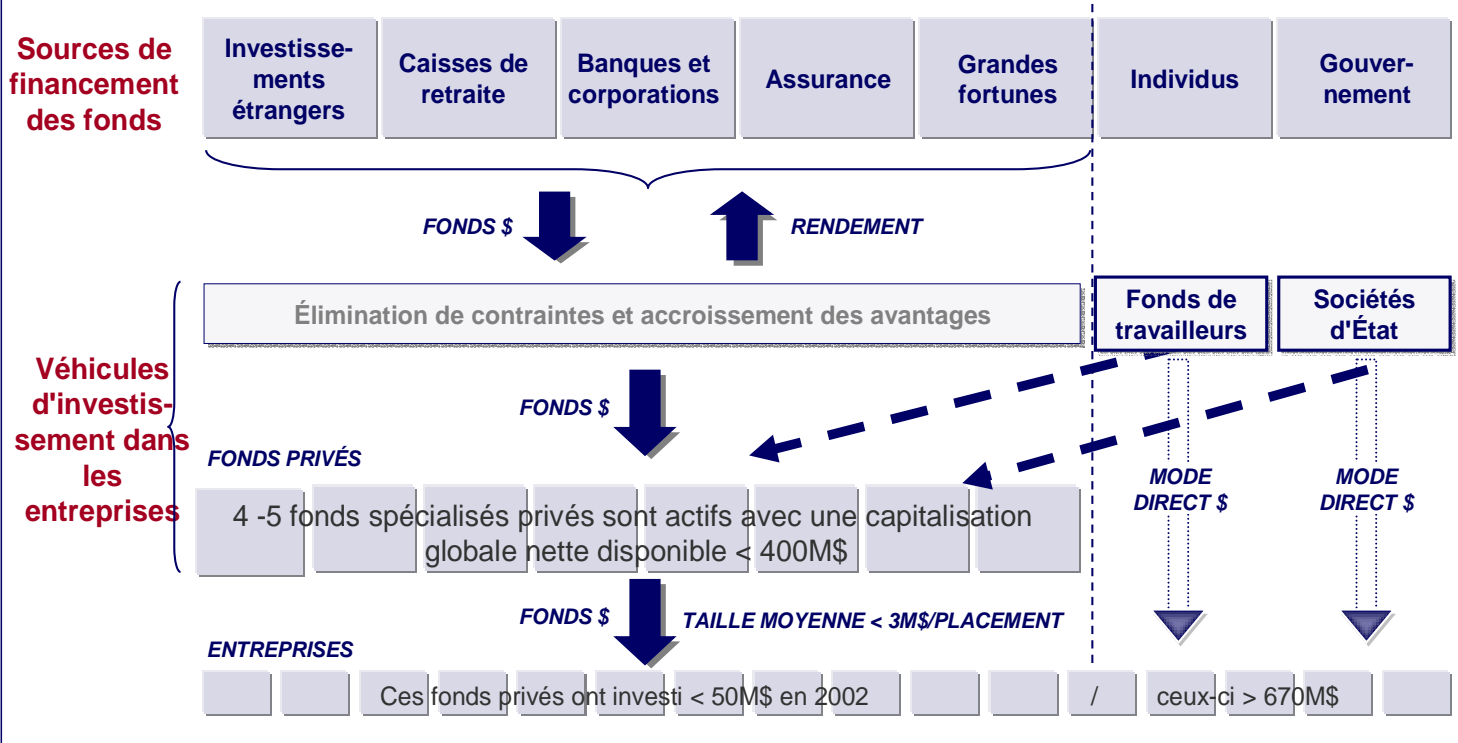 Sources de
financement
des fonds
Investisse-
ments
étrangers
Caisses de
retraite
Banques et
corporations
Assurance
Grandes
fortunes
Individus
Gouver-
nement
FONDS $
RENDEMENT
Véhicules
d'investis-
sement dans
les
entreprises
Élimination de contraintes et accroissement des avantages
Fonds de
travailleurs
Sociétés
d'État
FONDS $
FONDS PRIVÉS
MODE
DIRECT $
MODE
DIRECT $
4 -5 fonds spécialisés privés sont actifs avec une capitalisation
globale nette disponible < 400M$
FONDS $
TAILLE MOYENNE < 3M$/PLACEMENT
ENTREPRISES
Ces fonds privés ont investi < 50M$ en 2002 / ceux-ci > 670M$